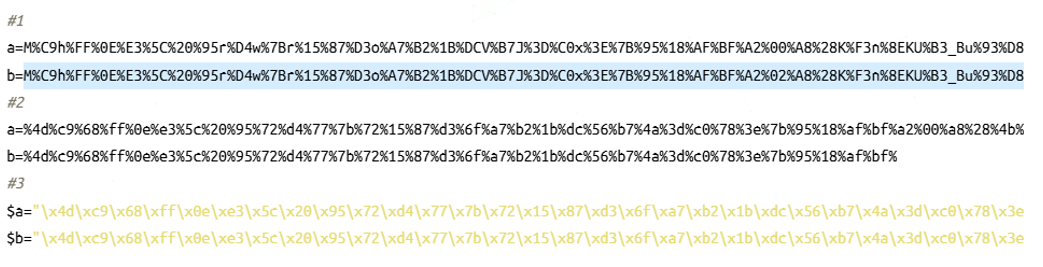 #1
a=M%C9h%FF%0E%E3%5C%20%95r%D4w%7Br%15%87%D3o%A7%B2%1B%DCV%B7J%3D%C0x%3E%7B%95%18%AF%BF%A2%00%A8%28K%F3n%8EKU%B3_Bu%93%D8
b=M%C9h%FF%0E%E3%5C%20%95r%D4w%7Br%15%87%D3o%A7%B2%1B%DCV%B7J%3D%C0x%3E%7B%95%18%AF%BF%A2%02%A8%28K%F3n%8EKU%B3_Bu%93%D8
#2
a=%4d%c9%68%ff%0e%e3%5c%20%95%72%d4%77%7b%72%15%87%d3%6f%a7%b2%1b%dc%56%b7%4a%3d%c0%78%3e%7b%95%18%af%bf%a2%00%a8%28%4b%
b=%4d%c9%68%ff%0e%e3%5c%20%95%72%d4%77%7b%72%15%87%d3%6f%a7%b2%1b%dc%56%b7%4a%3d%c0%78%3e%7b%95%18%af%bf%
#3
$a="\x4d\xc9\x68\xff\x0e\xe3\x5c\x20\x95\x72\xd4\x77\x7b\x72\x15\x87\xd3\x6f\xa7\xb2\x1b\xdc\x56\xb7\x4a\x3d\xc0\x78\x3e
$b="\x4d\xc9\x68\xff\x0e\xe3\x5c\x20\x95\x72\xd4\x77\x7b\x72\x15\x87\xd3\x6f\xa7\xb2\x1b\xdc\x56\xb7\x4a\x3d\xc0\x78\x3e